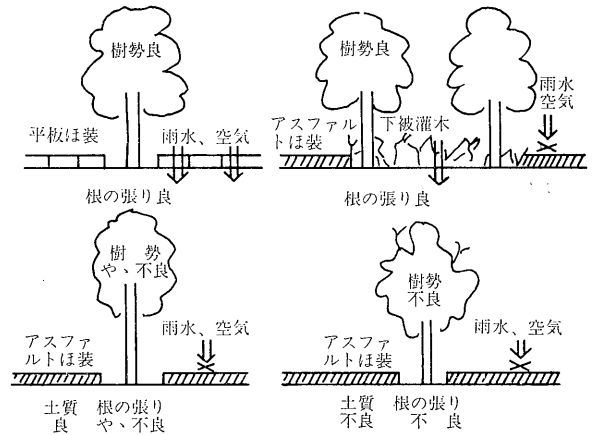 樹勢良
平板ほ装
雨水、空気
根の張り良
樹勢良
雨水
空気
アスファル
トほ装
下被灌木
根の張り良
樹　勢
や丶不良
アスファ
ルトほ装
雨水、空気
土質
良
根の張り
や丶不良
樹勢
不良
アスファ
ルトほ装
雨水、空気
土質
不良
根の張り
不　良